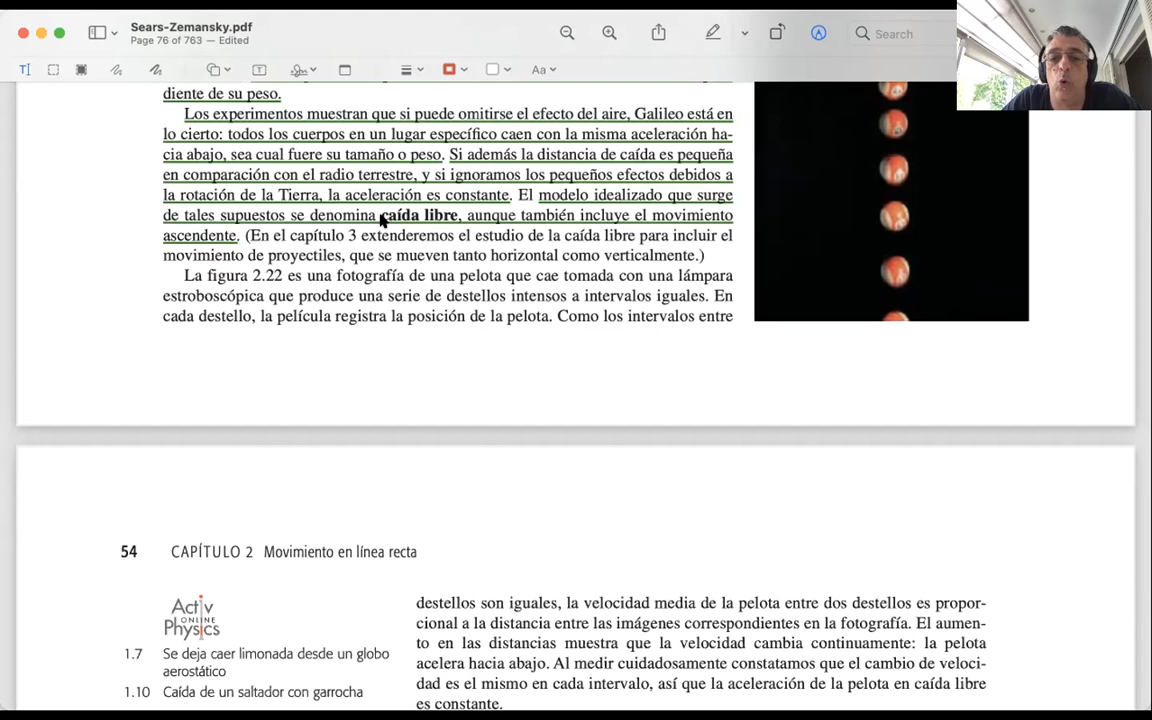 Sears-Zemansky.pdf
Page 76 of 763 — Edited
Search
Aa
diente de su peso.
Los experimentos muestran que si puede omitirse el efecto del aire, Galileo está en
lo cierto: todos los cuerpos en un lugar específico caen con la misma aceleración ha-
cia abajo, sea cual fuere su tamaño o peso. Si además la distancia de caída es pequeña
en comparación con el radio terrestre, y si ignoramos los pequeños efectos debidos a
la rotación de la Tierra, la aceleración es constante. El modelo idealizado que surge
de tales supuestos se denomina caída libre, aunque también incluye el movimiento
ascendente. (En el capítulo 3 extenderemos el estudio de la caída libre para incluir el
movimiento de proyectiles, que se mueven tanto horizontal como verticalmente.)
La figura 2.22 es una fotografía de una pelota que cae tomada con una lámpara
estroboscópica que produce una serie de destellos intensos a intervalos iguales. En
cada destello, la película registra la posición de la pelota. Como los intervalos entre
54 CAPÍTULO 2 Movimiento en línea recta
Activ
ONLINE
Physics
1.7 Se deja caer limonada desde un globo
aerostático
1.10 Caída de un saltador con garrocha
destellos son iguales, la velocidad media de la pelota entre dos destellos es propor-
cional a la distancia entre las imágenes correspondientes en la fotografía. El aumen-
to en las distancias muestra que la velocidad cambia continuamente: la pelota
acelera hacia abajo. Al medir cuidadosamente constatamos que el cambio de veloci-
dad es el mismo en cada intervalo, así que la aceleración de la pelota en caída libre
es constante.